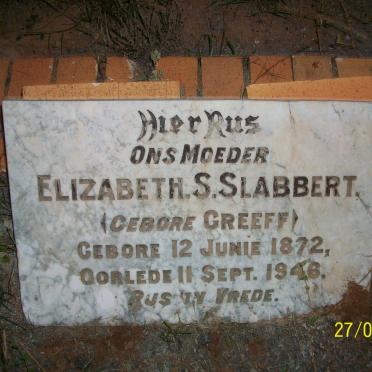 Hier Rus
ONS MOEDER
ELIZABETH.S.SLABBERT.
(GEBORE GREEFF)
GEBORE 12 JUNIE 1872,
OORLEDE 11 SEPT. 1946.
RUS IN VREDE.
27/0